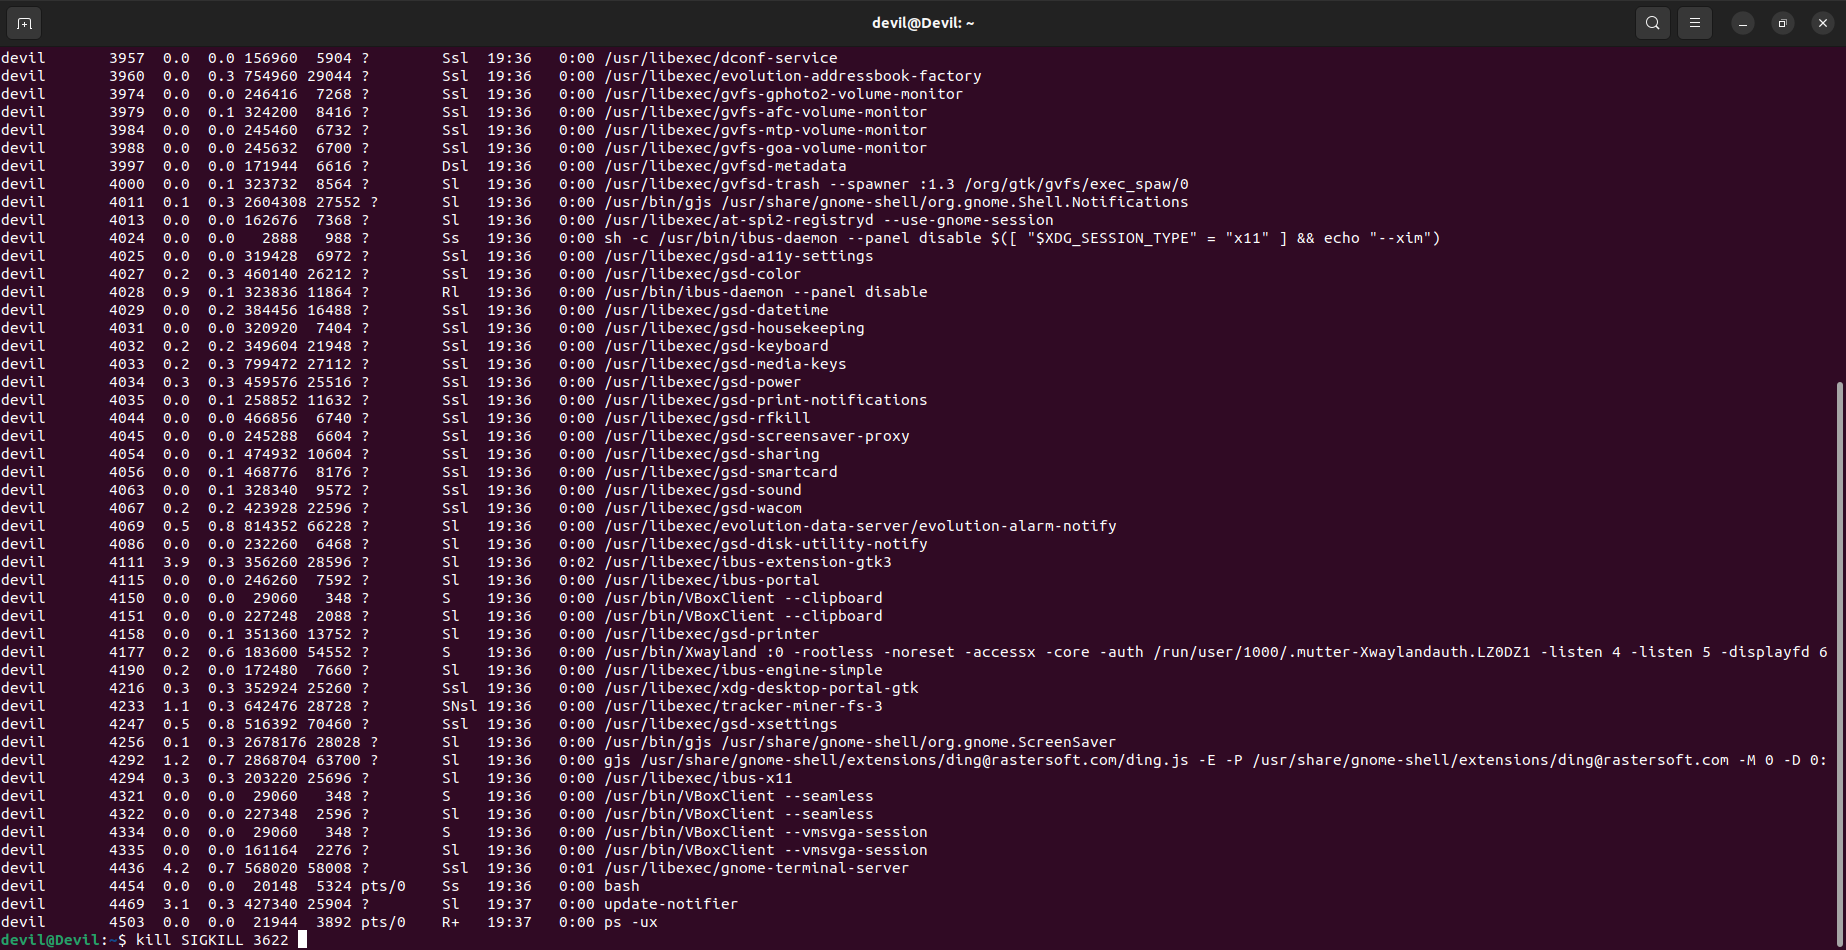 devil@Devil: ~
devil 3957 0.0 0.0 156960 5904 ? Ssl 19:36 0:00 /usr/libexec/dconf-service
devil 3960 0.0 0.3 754960 29044 ? Ssl 19:36 0:00 /usr/libexec/evolution-addressbook-factory
devil 3974 0.0 0.0 246416 7268 ? Ssl 19:36 0:00 /usr/libexec/gvfs-gphoto2-volume-monitor
devil 3979 0.0 0.1 324200 8416 ? Ssl 19:36 0:00 /usr/libexec/gvfs-afc-volume-monitor
devil 3984 0.0 0.0 245460 6732 ? Ssl 19:36 0:00 /usr/libexec/gvfs-mtp-volume-monitor
devil 3988 0.0 0.0 245632 6700 ? Ssl 19:36 0:00 /usr/libexec/gvfs-goa-volume-monitor
devil 3997 0.0 0.0 171944 6616 ? Dsl 19:36 0:00 /usr/libexec/gvfsd-metadata
devil 4000 0.0 0.1 323732 8564 ? Sl 19:36 0:00 /usr/libexec/gvfsd-trash --spawner :1.3 /org/gtk/gvfs/exec_spaw/0
devil 4011 0.1 0.3 2604308 27552 ? Sl 19:36 0:00 /usr/bin/gjs /usr/share/gnome-shell/org.gnome.Shell.Notifications
devil 4013 0.0 0.0 162676 7368 ? Sl 19:36 0:00 /usr/libexec/at-spi2-registryd --use-gnome-session
devil 4024 0.0 0.0 2888 988 ? Ss 19:36 0:00 sh -c /usr/bin/ibus-daemon --panel disable $([ "$XDG_SESSION_TYPE" = "x11" ] && echo "--xim")
devil 4025 0.0 0.0 319428 6972 ? Ssl 19:36 0:00 /usr/libexec/gsd-a11y-settings
devil 4027 0.2 0.3 460140 26212 ? Ssl 19:36 0:00 /usr/libexec/gsd-color
devil 4028 0.9 0.1 323836 11864 ? Rl 19:36 0:00 /usr/bin/ibus-daemon --panel disable
devil 4029 0.0 0.2 384456 16488 ? Ssl 19:36 0:00 /usr/libexec/gsd-datetime
devil 4031 0.0 0.0 320920 7404 ? Ssl 19:36 0:00 /usr/libexec/gsd-housekeeping
devil 4032 0.2 0.2 349604 21948 ? Ssl 19:36 0:00 /usr/libexec/gsd-keyboard
devil 4033 0.2 0.3 799472 27112 ? Ssl 19:36 0:00 /usr/libexec/gsd-media-keys
devil 4034 0.3 0.3 459576 25516 ? Ssl 19:36 0:00 /usr/libexec/gsd-power
devil 4035 0.0 0.1 258852 11632 ? Ssl 19:36 0:00 /usr/libexec/gsd-print-notifications
devil 4044 0.0 0.0 466856 6740 ? Ssl 19:36 0:00 /usr/libexec/gsd-rfkill
devil 4045 0.0 0.0 245288 6604 ? Ssl 19:36 0:00 /usr/libexec/gsd-screensaver-proxy
devil 4054 0.0 0.1 474932 10604 ? Ssl 19:36 0:00 /usr/libexec/gsd-sharing
devil 4056 0.0 0.1 468776 8176 ? Ssl 19:36 0:00 /usr/libexec/gsd-smartcard
devil 4063 0.0 0.1 328340 9572 ? Ssl 19:36 0:00 /usr/libexec/gsd-sound
devil 4067 0.2 0.2 423928 22596 ? Ssl 19:36 0:00 /usr/libexec/gsd-wacom
devil 4069 0.5 0.8 814352 66228 ? Sl 19:36 0:00 /usr/libexec/evolution-data-server/evolution-alarm-notify
devil 4086 0.0 0.0 232260 6468 ? Sl 19:36 0:00 /usr/libexec/gsd-disk-utility-notify
devil 4111 3.9 0.3 356260 28596 ? Sl 19:36 0:02 /usr/libexec/ibus-extension-gtk3
devil 4115 0.0 0.0 246260 7592 ? Sl 19:36 0:00 /usr/libexec/ibus-portal
devil 4150 0.0 0.0 29060 348 ? S 19:36 0:00 /usr/bin/VBoxClient --clipboard
devil 4151 0.0 0.0 227248 2088 ? Sl 19:36 0:00 /usr/bin/VBoxClient --clipboard
devil 4158 0.0 0.1 351360 13752 ? Sl 19:36 0:00 /usr/libexec/gsd-printer
devil 4177 0.2 0.6 183600 54552 ? S 19:36 0:00 /usr/bin/Xwayland :0 -rootless -noreset -accessx -core -auth /run/user/1000/.mutter-Xwaylandauth.LZ0DZ1 -listen 4 -listen 5 -displayfd 6
devil 4190 0.2 0.0 172480 7660 ? Sl 19:36 0:00 /usr/libexec/ibus-engine-simple
devil 4216 0.3 0.3 352924 25260 ? Ssl 19:36 0:00 /usr/libexec/xdg-desktop-portal-gtk
devil 4233 1.1 0.3 642476 28728 ? SNsl 19:36 0:00 /usr/libexec/tracker-miner-fs-3
devil 4247 0.5 0.8 516392 70460 ? Ssl 19:36 0:00 /usr/libexec/gsd-xsettings
devil 4256 0.1 0.3 2678176 28028 ? Sl 19:36 0:00 /usr/bin/gjs /usr/share/gnome-shell/org.gnome.ScreenSaver
devil 4292 1.2 0.7 2868704 63700 ? Sl 19:36 0:00 gjs /usr/share/gnome-shell/extensions/ding@rastersoft.com/ding.js -E -P /usr/share/gnome-shell/extensions/ding@rastersoft.com -M 0 -D 0:
devil 4294 0.3 0.3 203220 25696 ? Sl 19:36 0:00 /usr/libexec/ibus-x11
devil 4321 0.0 0.0 29060 348 ? S 19:36 0:00 /usr/bin/VBoxClient --seamless
devil 4322 0.0 0.0 227348 2596 ? Sl 19:36 0:00 /usr/bin/VBoxClient --seamless
devil 4334 0.0 0.0 29060 348 ? S 19:36 0:00 /usr/bin/VBoxClient --vmsvga-session
devil 4335 0.0 0.0 161164 2276 ? Sl 19:36 0:00 /usr/bin/VBoxClient --vmsvga-session
devil 4436 4.2 0.7 568020 58008 ? Ssl 19:36 0:01 /usr/libexec/gnome-terminal-server
devil 4454 0.0 0.0 20148 5324 pts/0 Ss 19:36 0:00 bash
devil 4469 3.1 0.3 427340 25904 ? Sl 19:37 0:00 update-notifier
devil 4503 0.0 0.0 21944 3892 pts/0 R+ 19:37 0:00 ps -ux
devil@Devil:~$ kill SIGKILL 3622